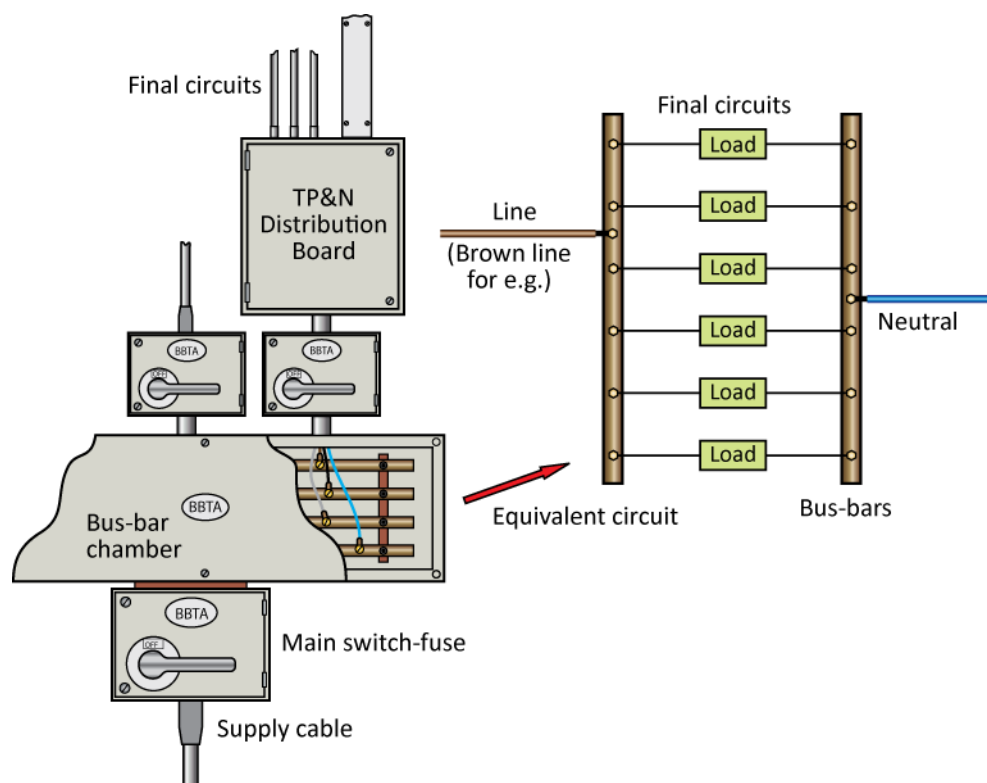 Final circuits
TP&N
Distribution
Board
BBTA
OFF
BBTA
OFF
Bus-bar
chamber
BBTA
BBTA
OFF
Main switch-fuse
Supply cable
Final circuits
Line
(Brown line
for e.g.)
Load
Load
Load
Load
Load
Load
Neutral
Bus-bars
Equivalent circuit